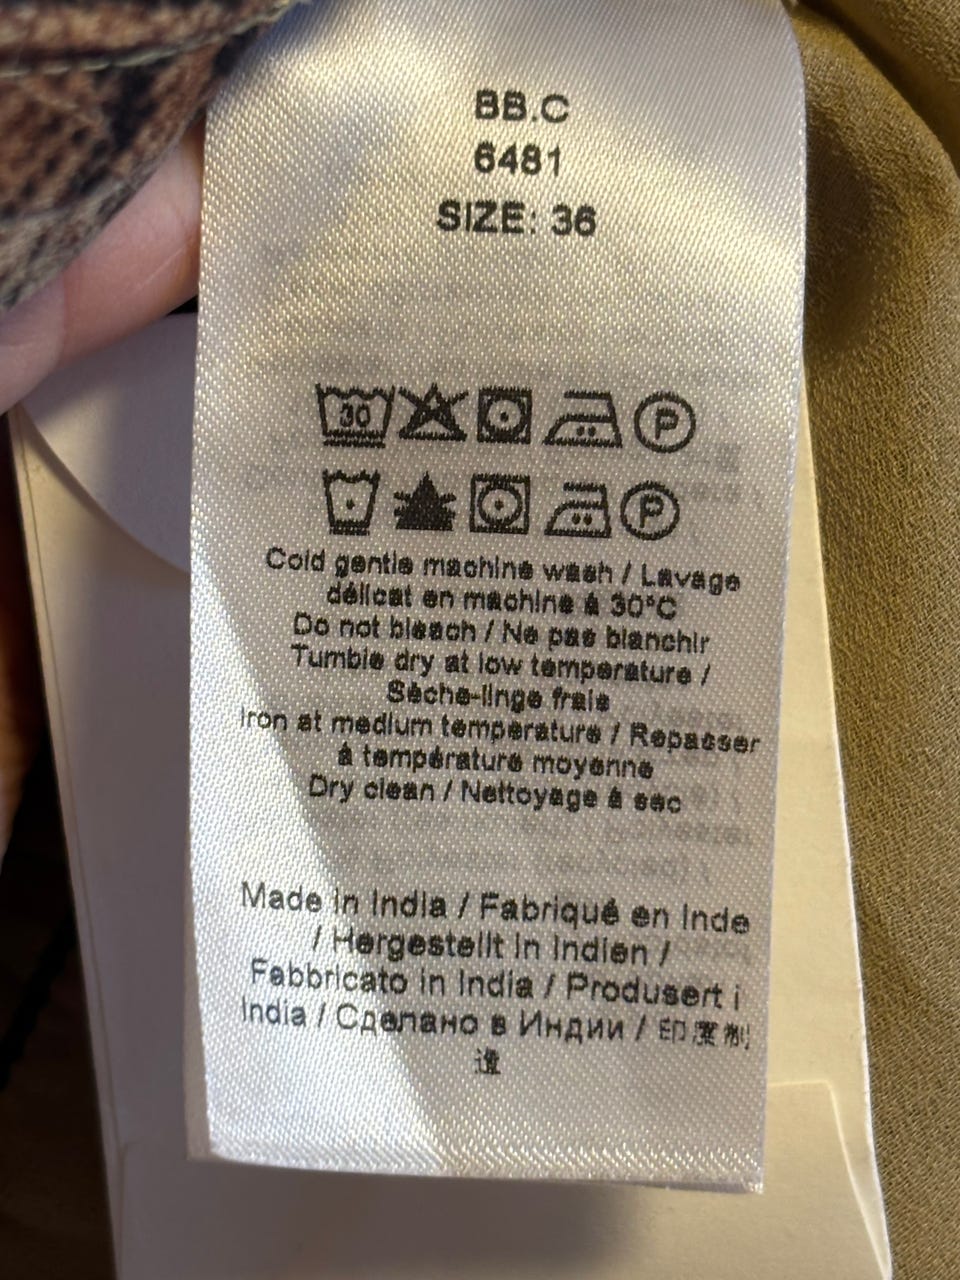 BB.C
6481
SIZE: 36
30 P
P
Cold gentle machine wash / Lavage
délicat en machine à 30°C
Do not bleach / Ne pas blanchir
Tumble dry at low temperature /
Sèche-linge frais
Iron at medium temperature / Repasser
à température moyenne
Dry clean / Nettoyage à sec
Made in India / Fabriqué en Inde
/ Hergestellt in Indien /
Fabbricato in India / Produsert i
India / Сделано в Индии / 印度制
造